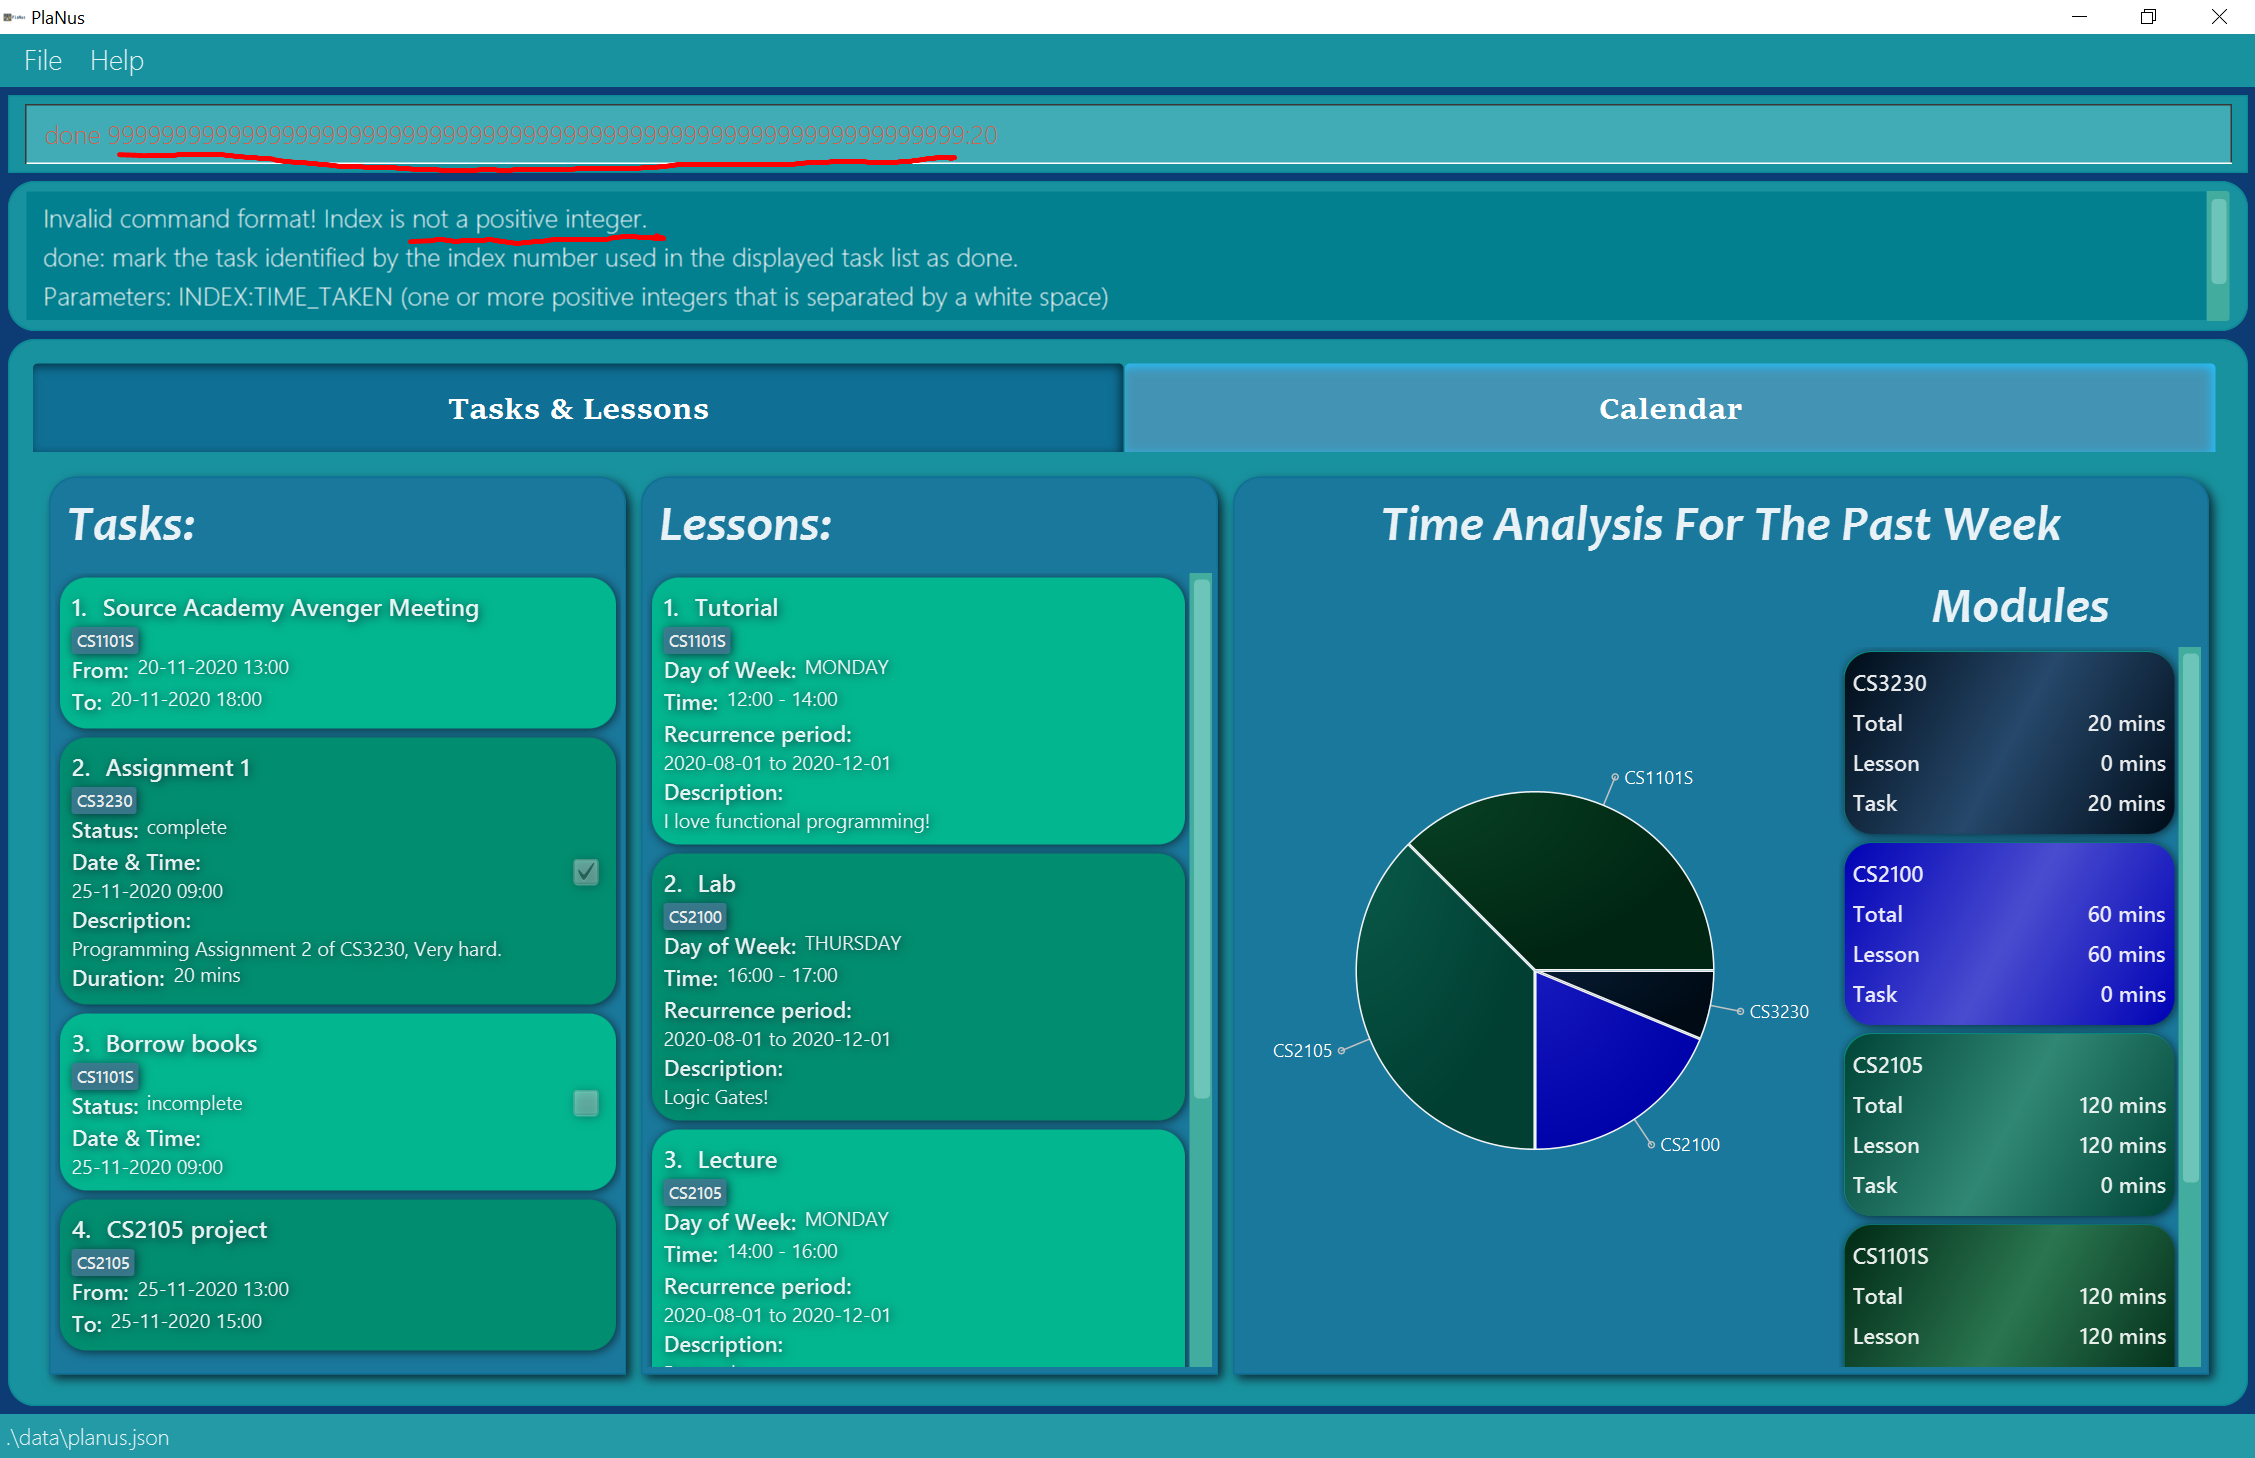 PlaNus
File Help
Invalid command format! Index is not a positive integer.
done: mark the task identified by the index number used in the displayed task list as done.
Parameters: INDEX:TIME_TAKEN (one or more positive integers that is separated by a white space)
Tasks & Lessons
Calendar
Tasks:
1. Source Academy Avenger Meeting
CS1101S
From: 20-11-2020 13:00
To: 20-11-2020 18:00
2. Assignment 1
CS3230
Status: complete
Date & Time:
25-11-2020 09:00
Description:
Programming Assignment 2 of CS3230, Very hard.
Duration: 20 mins
3. Borrow books
CS1101S
Status: incomplete
Date & Time:
25-11-2020 09:00
4. CS2105 project
CS2105
From: 25-11-2020 13:00
To: 25-11-2020 15:00
Lessons:
1. Tutorial
CS1101S
Day of Week: MONDAY
Time: 12:00 - 14:00
Recurrence period:
2020-08-01 to 2020-12-01
Description:
I love functional programming!
2. Lab
CS2100
Day of Week: THURSDAY
Time: 16:00 - 17:00
Recurrence period:
2020-08-01 to 2020-12-01
Description:
Logic Gates!
3. Lecture
CS2105
Day of Week: MONDAY
Time: 14:00 - 16:00
Recurrence period:
2020-08-01 to 2020-12-01
Description:
Time Analysis For The Past Week
CS1101S
CS3230
CS2105
CS2100
Modules
CS3230
Total 20 mins
Lesson 0 mins
Task 20 mins
CS2100
Total 60 mins
Lesson 60 mins
Task 0 mins
CS2105
Total 120 mins
Lesson 120 mins
Task 0 mins
CS1101S
Total 120 mins
Lesson 120 mins
.\data\planus.json